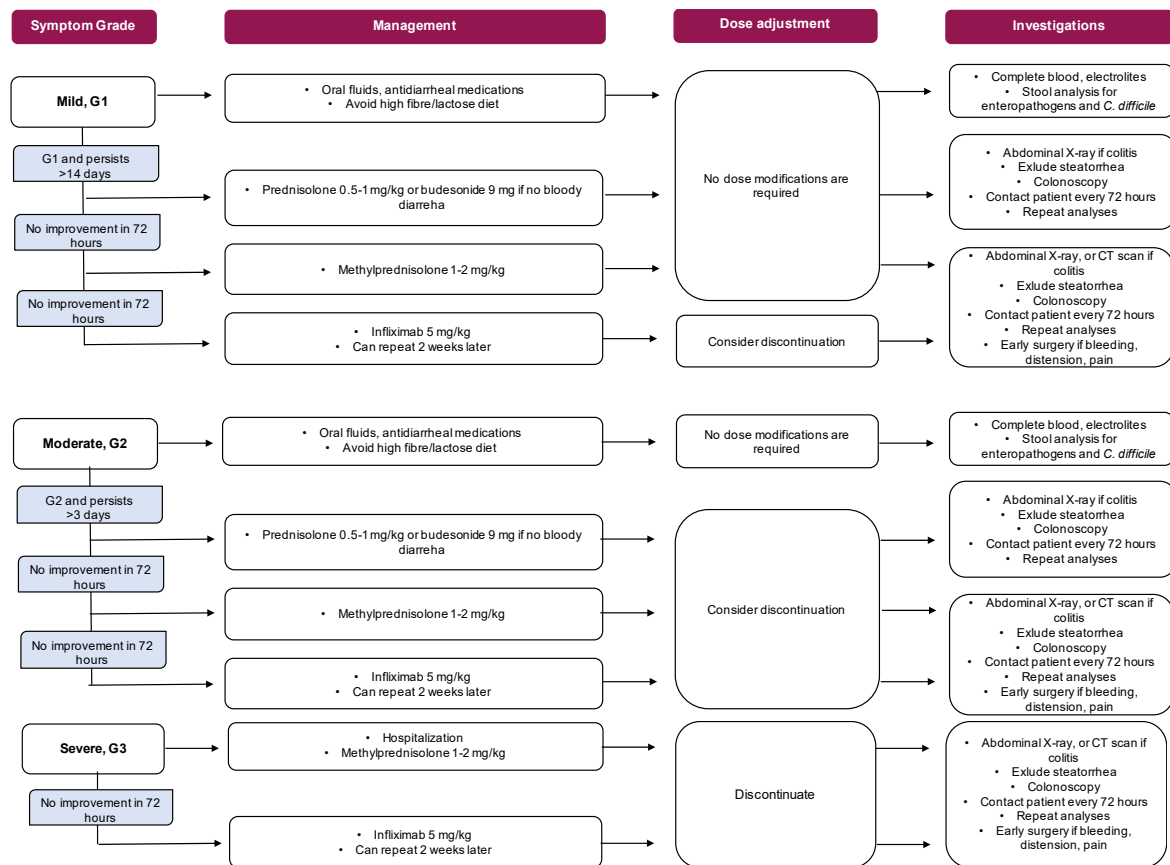 Symptom Grade
Management
Dose adjustment
Investigations
Mild, G1
• Oral fluids, antidiarrheal medications
• Avoid high fibre/lactose diet
No dose modifications are
required
• Complete blood, electrolytes
• Stool analysis for
enteropathogens and C. difficile
G1 and persists
>14 days
• Prednisolone 0.5-1 mg/kg or budesonide 9 mg if no bloody
diarreha
• Abdominal X-ray if colitis
• Exlude steatorrhea
• Colonoscopy
• Contact patient every 72 hours
• Repeat analyses
No improvement in 72
hours
• Methylprednisolone 1-2 mg/kg
• Abdominal X-ray, or CT scan if
colitis
• Exlude steatorrhea
• Colonoscopy
• Contact patient every 72 hours
• Repeat analyses
• Early surgery if bleeding,
distension, pain
No improvement in 72
hours
• Infliximab 5 mg/kg
• Can repeat 2 weeks later
Consider discontinuation
Moderate, G2
• Oral fluids, antidiarrheal medications
• Avoid high fibre/lactose diet
No dose modifications are
required
• Complete blood, electrolytes
• Stool analysis for
enteropathogens and C. difficile
G2 and persists
>3 days
• Prednisolone 0.5-1 mg/kg or budesonide 9 mg if no bloody
diarreha
Consider discontinuation
• Abdominal X-ray if colitis
• Exlude steatorrhea
• Colonoscopy
• Contact patient every 72 hours
• Repeat analyses
No improvement in 72
hours
• Methylprednisolone 1-2 mg/kg
• Abdominal X-ray, or CT scan if
colitis
• Exlude steatorrhea
• Colonoscopy
• Contact patient every 72 hours
• Repeat analyses
• Early surgery if bleeding,
distension, pain
No improvement in 72
hours
• Infliximab 5 mg/kg
• Can repeat 2 weeks later
Severe, G3
• Hospitalization
• Methylprednisolone 1-2 mg/kg
Discontinuate
• Abdominal X-ray, or CT scan if
colitis
• Exlude steatorrhea
• Colonoscopy
• Contact patient every 72 hours
• Repeat analyses
• Early surgery if bleeding,
distension, pain
No improvement in 72
hours
• Infliximab 5 mg/kg
• Can repeat 2 weeks later